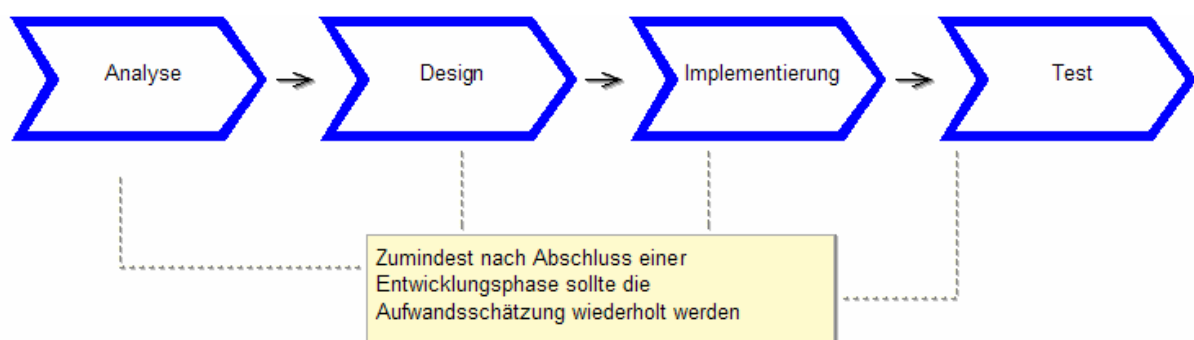 Analyse
Design
Implementierung
Test
Zumindest nach Abschluss einer
Entwicklungsphase sollte die
Aufwandsschätzung wiederholt werden